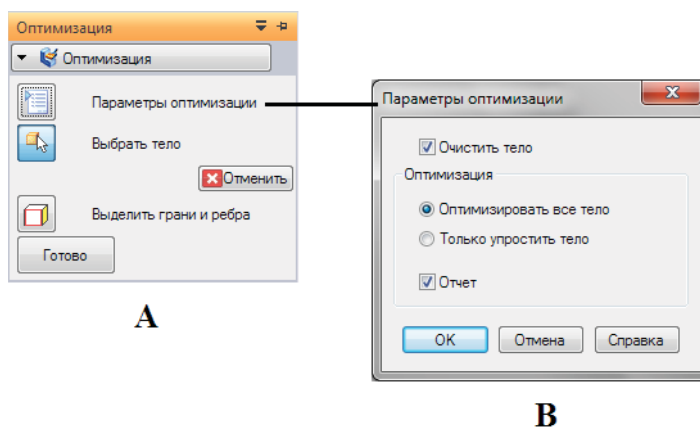 Оптимизация
Оптимизация
Параметры оптимизации
Выбрать тело
Отменить
Выделить грани и ребра
Готово
A
Параметры оптимизации
Очистить тело
Оптимизация
Оптимизировать все тело
Только упростить тело
Отчет
OK Отмена Справка
B